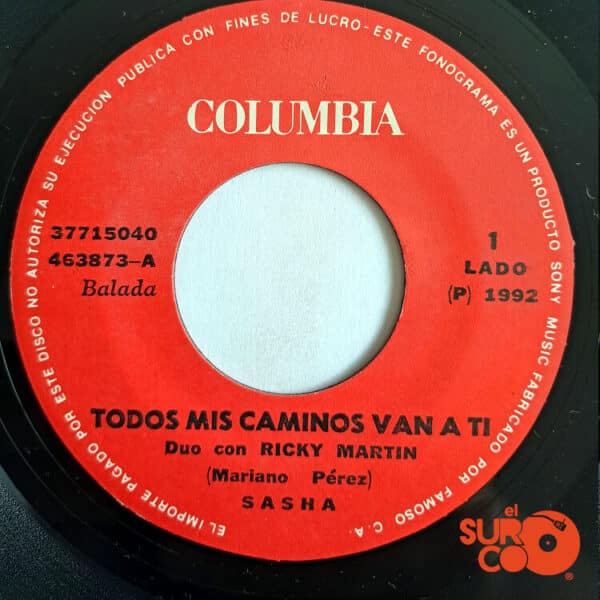 EL IMPORTE PAGADO POR ESTE DISCO NO AUTORIZA SU EJECUCION PUBLICA CON FINES DE LUCRO-ESTE FONOGRAMA ES UN PRODUCTO SONY MUSIC FABRICADO POR FAMOSO C.A.
COLUMBIA
37715040
463873-A
Balada
1
LADO
(P) 1992
TODOS MIS CAMINOS VAN A TI
Duo con RICKY MARTIN
(Mariano Pérez)
SASHA
el
SUR
CO
®